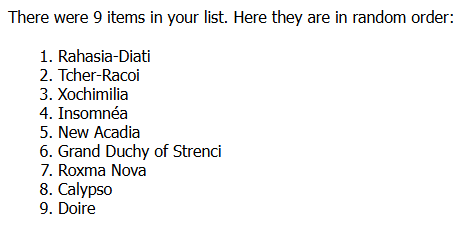 There were 9 items in your list. Here they are in random order:
1. Rahasia-Diati
2. Tcher-Racoi
3. Xochimilia
4. Insomnéa
5. New Acadia
6. Grand Duchy of Strenci
7. Roxma Nova
8. Calypso
9. Doire